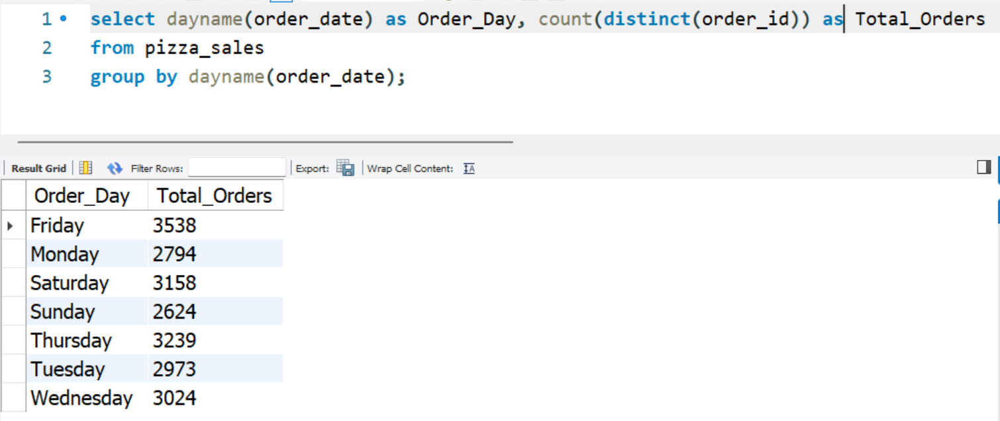 1 select dayname(order_date) as Order_Day, count(distinct(order_id)) as Total_Orders
2 from pizza_sales
3 group by dayname(order_date);
Result Grid Filter Rows: Export: Wrap Cell Content:
Order_Day Total_Orders
Friday 3538
Monday 2794
Saturday 3158
Sunday 2624
Thursday 3239
Tuesday 2973
Wednesday 3024